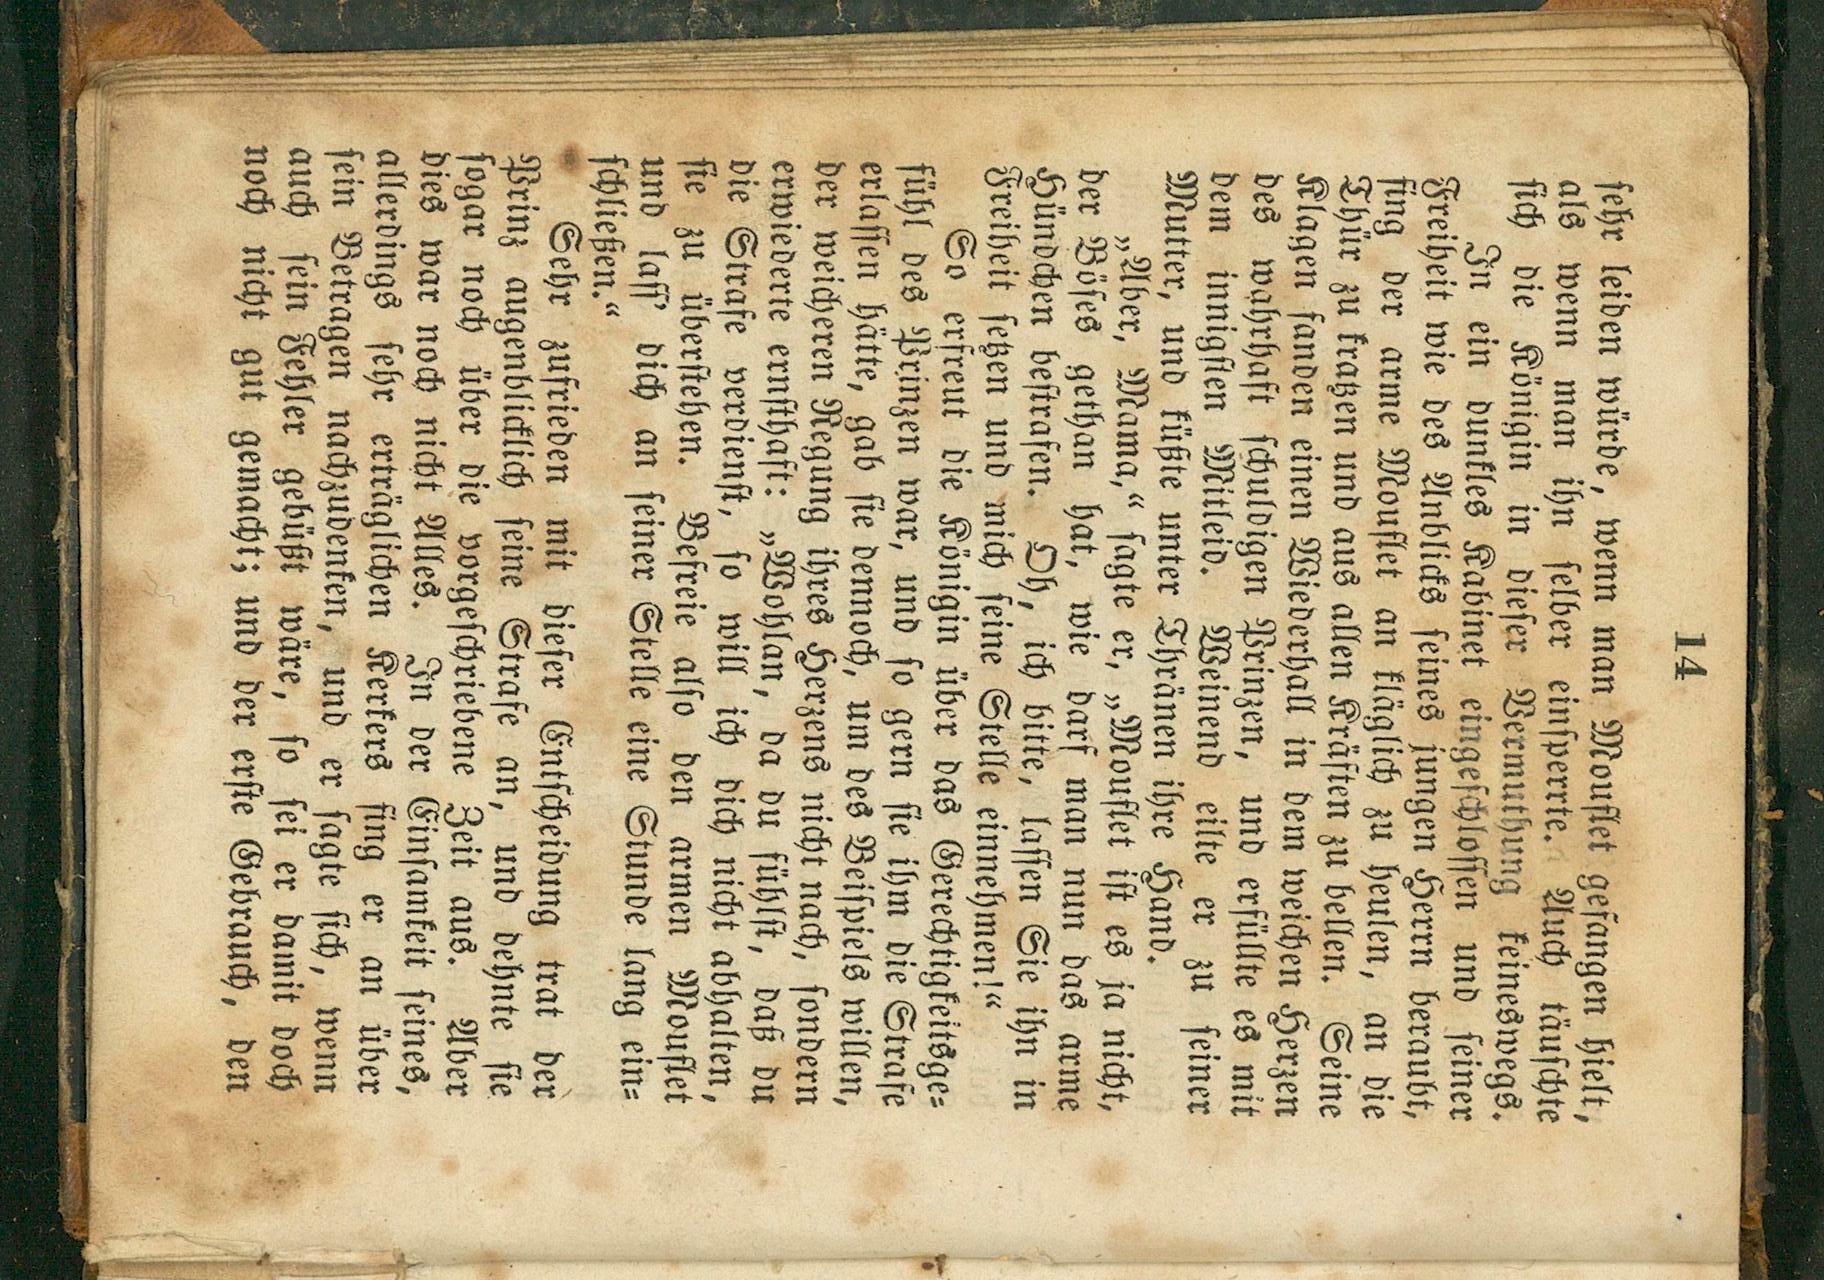 14
sehr leiden würde, wenn man Mouflet gefangen hielt,
als wenn man ihn selber einsperrte. Auch täuschte
sich die Königin in dieser Vermuthung keineswegs.
In ein dunkles Kabinet eingeschlossen und seiner
Freiheit wie des Anblicks seines jungen Herrn beraubt,
fing der arme Mouflet an kläglich zu heulen, an die
Thür zu kratzen und aus allen Kräften zu bellen. Seine
Klagen fanden einen Wiederhall in dem weichen Herzen
des wahrhaft schuldigen Prinzen, und erfüllte es mit
dem innigsten Mitleid. Weinend eilte er zu seiner
Mutter, und küßte unter Thränen ihre Hand.
„Aber, Mama,“ sagte er, „Mouflet ist es ja nicht,
der Böses gethan hat, wie darf man nun das arme
Hündchen bestrafen. Oh, ich bitte, lassen Sie ihn in
Freiheit setzen und mich seine Stelle einnehmen!“
So erfreut die Königin über das Gerechtigkeitsge=
fühl des Prinzen war, und so gern sie ihm die Strafe
erlassen hätte, gab sie dennoch, um des Beispiels willen,
der weicheren Regung ihres Herzens nicht nach, sondern
erwiederte ernsthaft: „Wohlan, da du fühlst, daß du
die Strafe verdienst, so will ich dich nicht abhalten,
sie zu überstehen. Befreie also den armen Mouflet
und lass' dich an seiner Stelle eine Stunde lang ein=
schließen.“
Sehr zufrieden mit dieser Entscheidung trat der
Prinz augenblicklich seine Strafe an, und dehnte sie
sogar noch über die vorgeschriebene Zeit aus. Aber
dies war noch nicht Alles. In der Einsamkeit seines,
allerdings sehr erträglichen Kerkers fing er an über
sein Betragen nachzudenken, und er sagte sich, wenn
auch sein Fehler gebüßt wäre, so sei er damit doch
noch nicht gut gemacht; und der erste Gebrauch, den